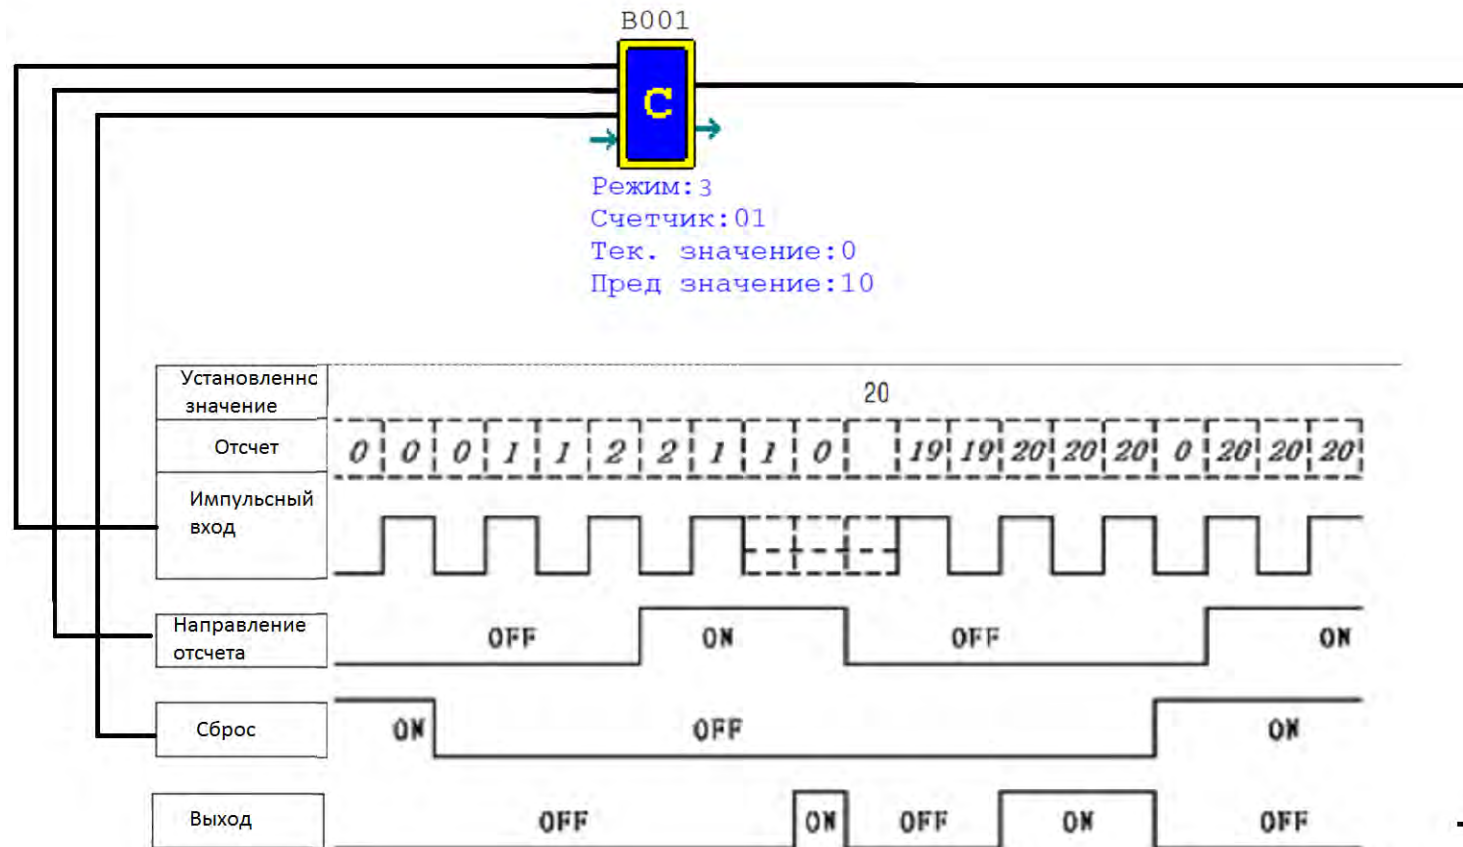 B001
C
Режим:3
Счетчик:01
Тек. значение:0
Пред значение:10
Установленнс
значение
20
Отсчет
0 0 0 1 1 2 2 1 1 0 19 19 20 20 20 0 20 20 20
Импульсный
вход
Направление
отсчета
OFF ON OFF ON
Сброс
ON OFF ON
Выход
OFF ON OFF ON OFF